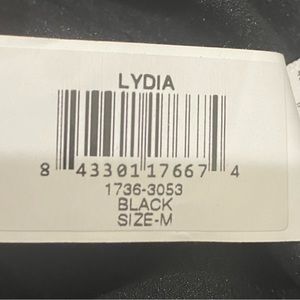 LYDIA
8 43301 17667 4
1736-3053
BLACK
SIZE-M